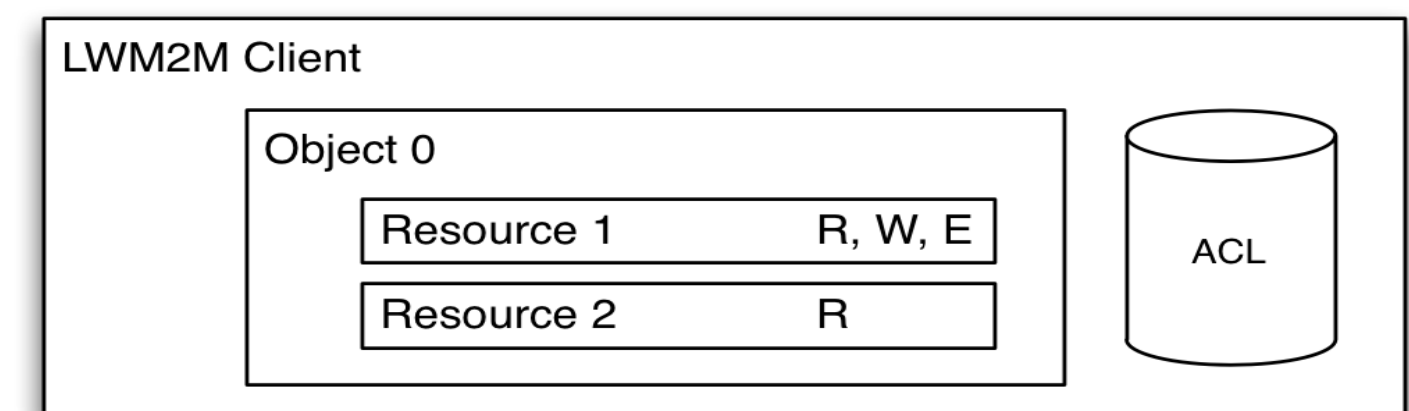 LWM2M Client
Object 0
Resource 1 R, W, E
ACL
Resource 2 R